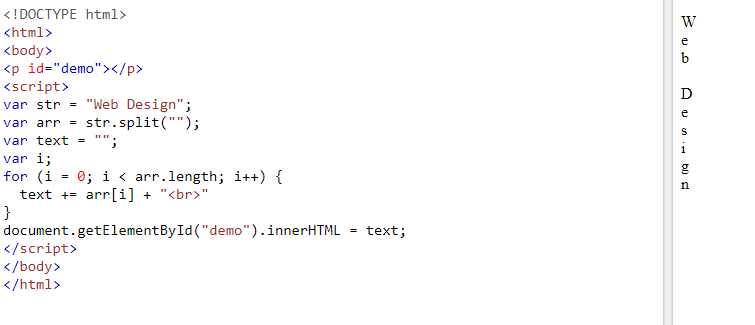 <!DOCTYPE html>
<html>
<body>
<p id="demo"></p>
<script>
var str = "Web Design";
var arr = str.split("");
var text = "";
var i;
for (i = 0; i < arr.length; i++) {
  text += arr[i] + "<br>"
}
document.getElementById("demo").innerHTML = text;
</script>
</body>
</html>
W
e
b

D
e
s
i
g
n